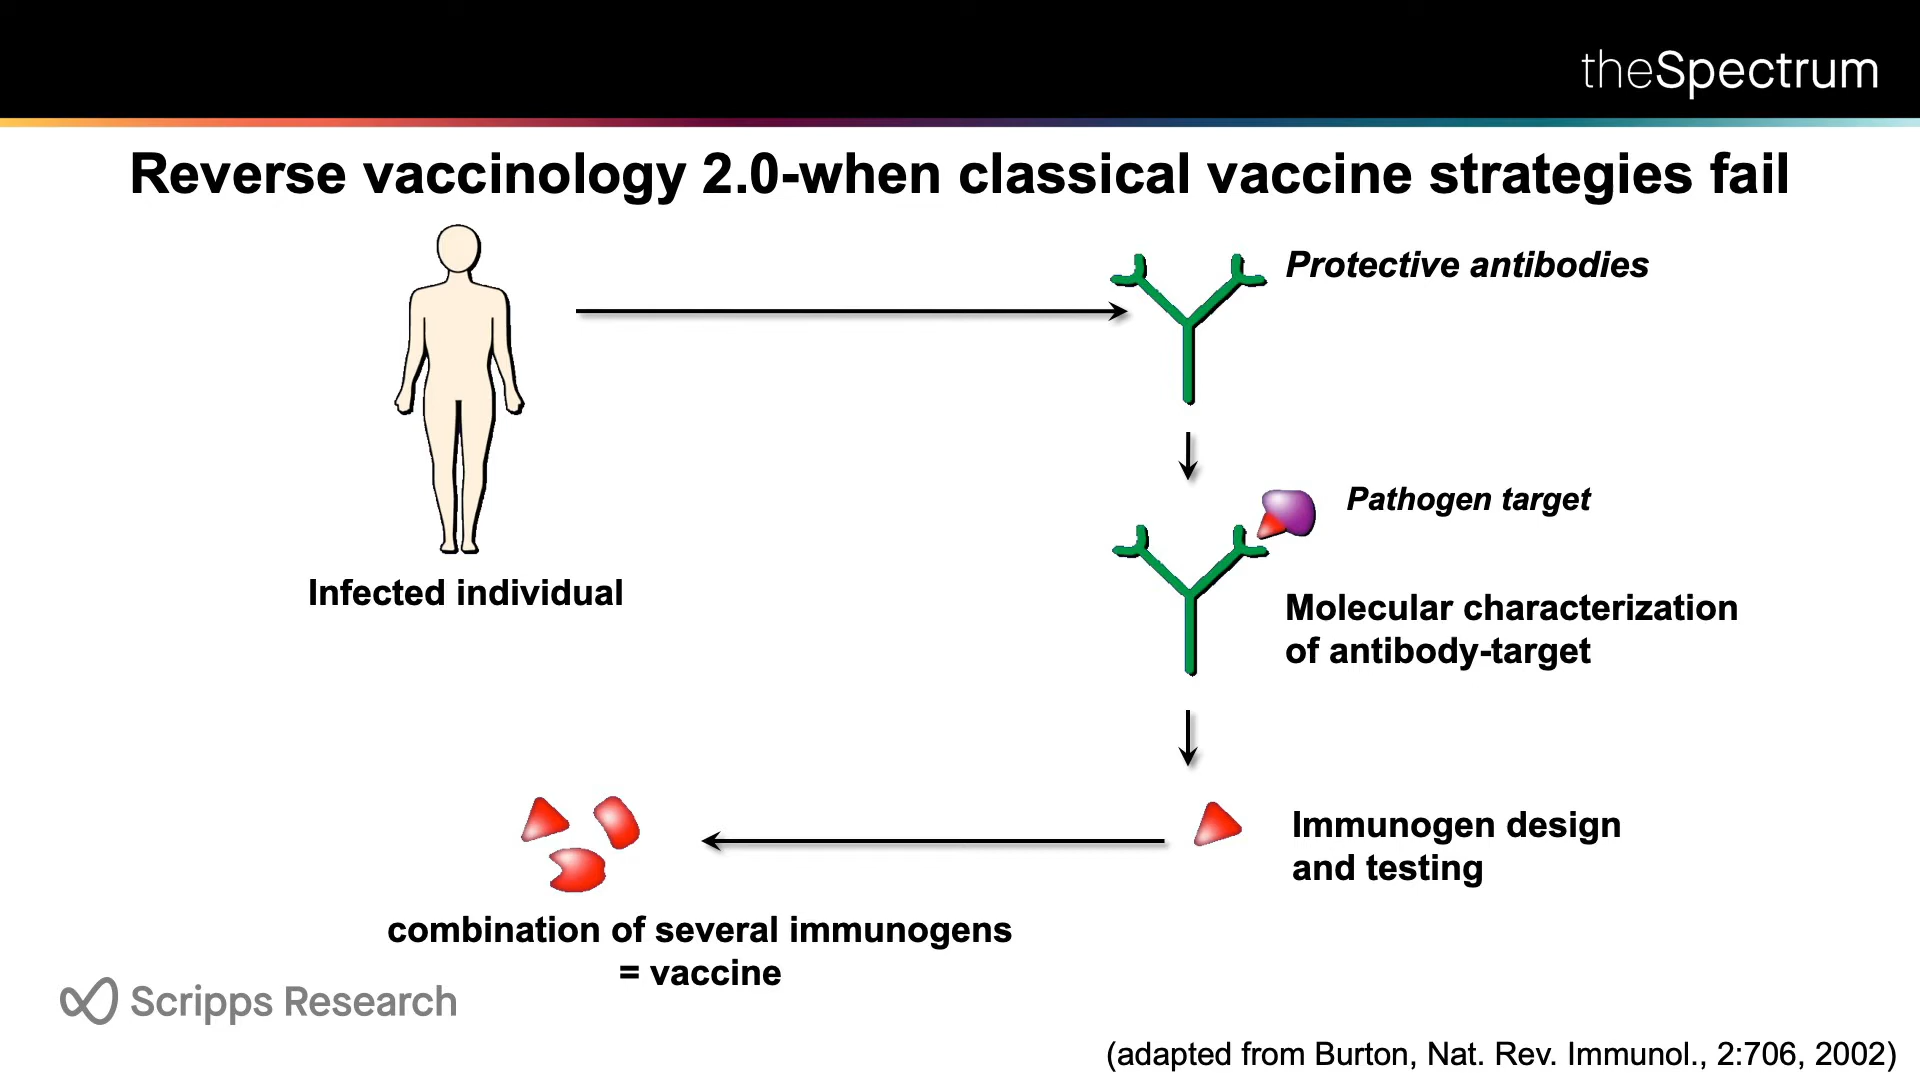 theSpectrum
Reverse vaccinology 2.0-when classical vaccine strategies fail
Protective antibodies
Pathogen target
Infected individual
Molecular characterization
of antibody-target
Immunogen design
and testing
combination of several immunogens
= vaccine
Scripps Research
(adapted from Burton, Nat. Rev. Immunol., 2:706, 2002)